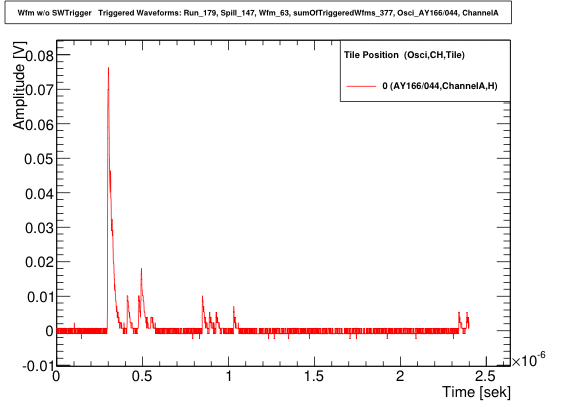 Wfm w/o SWTrigger Triggered Waveforms: Run_179, Spill_147, Wfm_63, sumOfTriggeredWfms_377, Osci_AY166/044, ChannelA
Amplitude [V]
Tile Position (Osci,CH,Tile)
0 (AY166/044,ChannelA,H)
0.08
0.07
0.06
0.05
0.04
0.03
0.02
0.01
0
-0.01
0 0.5 1 1.5 2 2.5
×10-6
Time [sek]